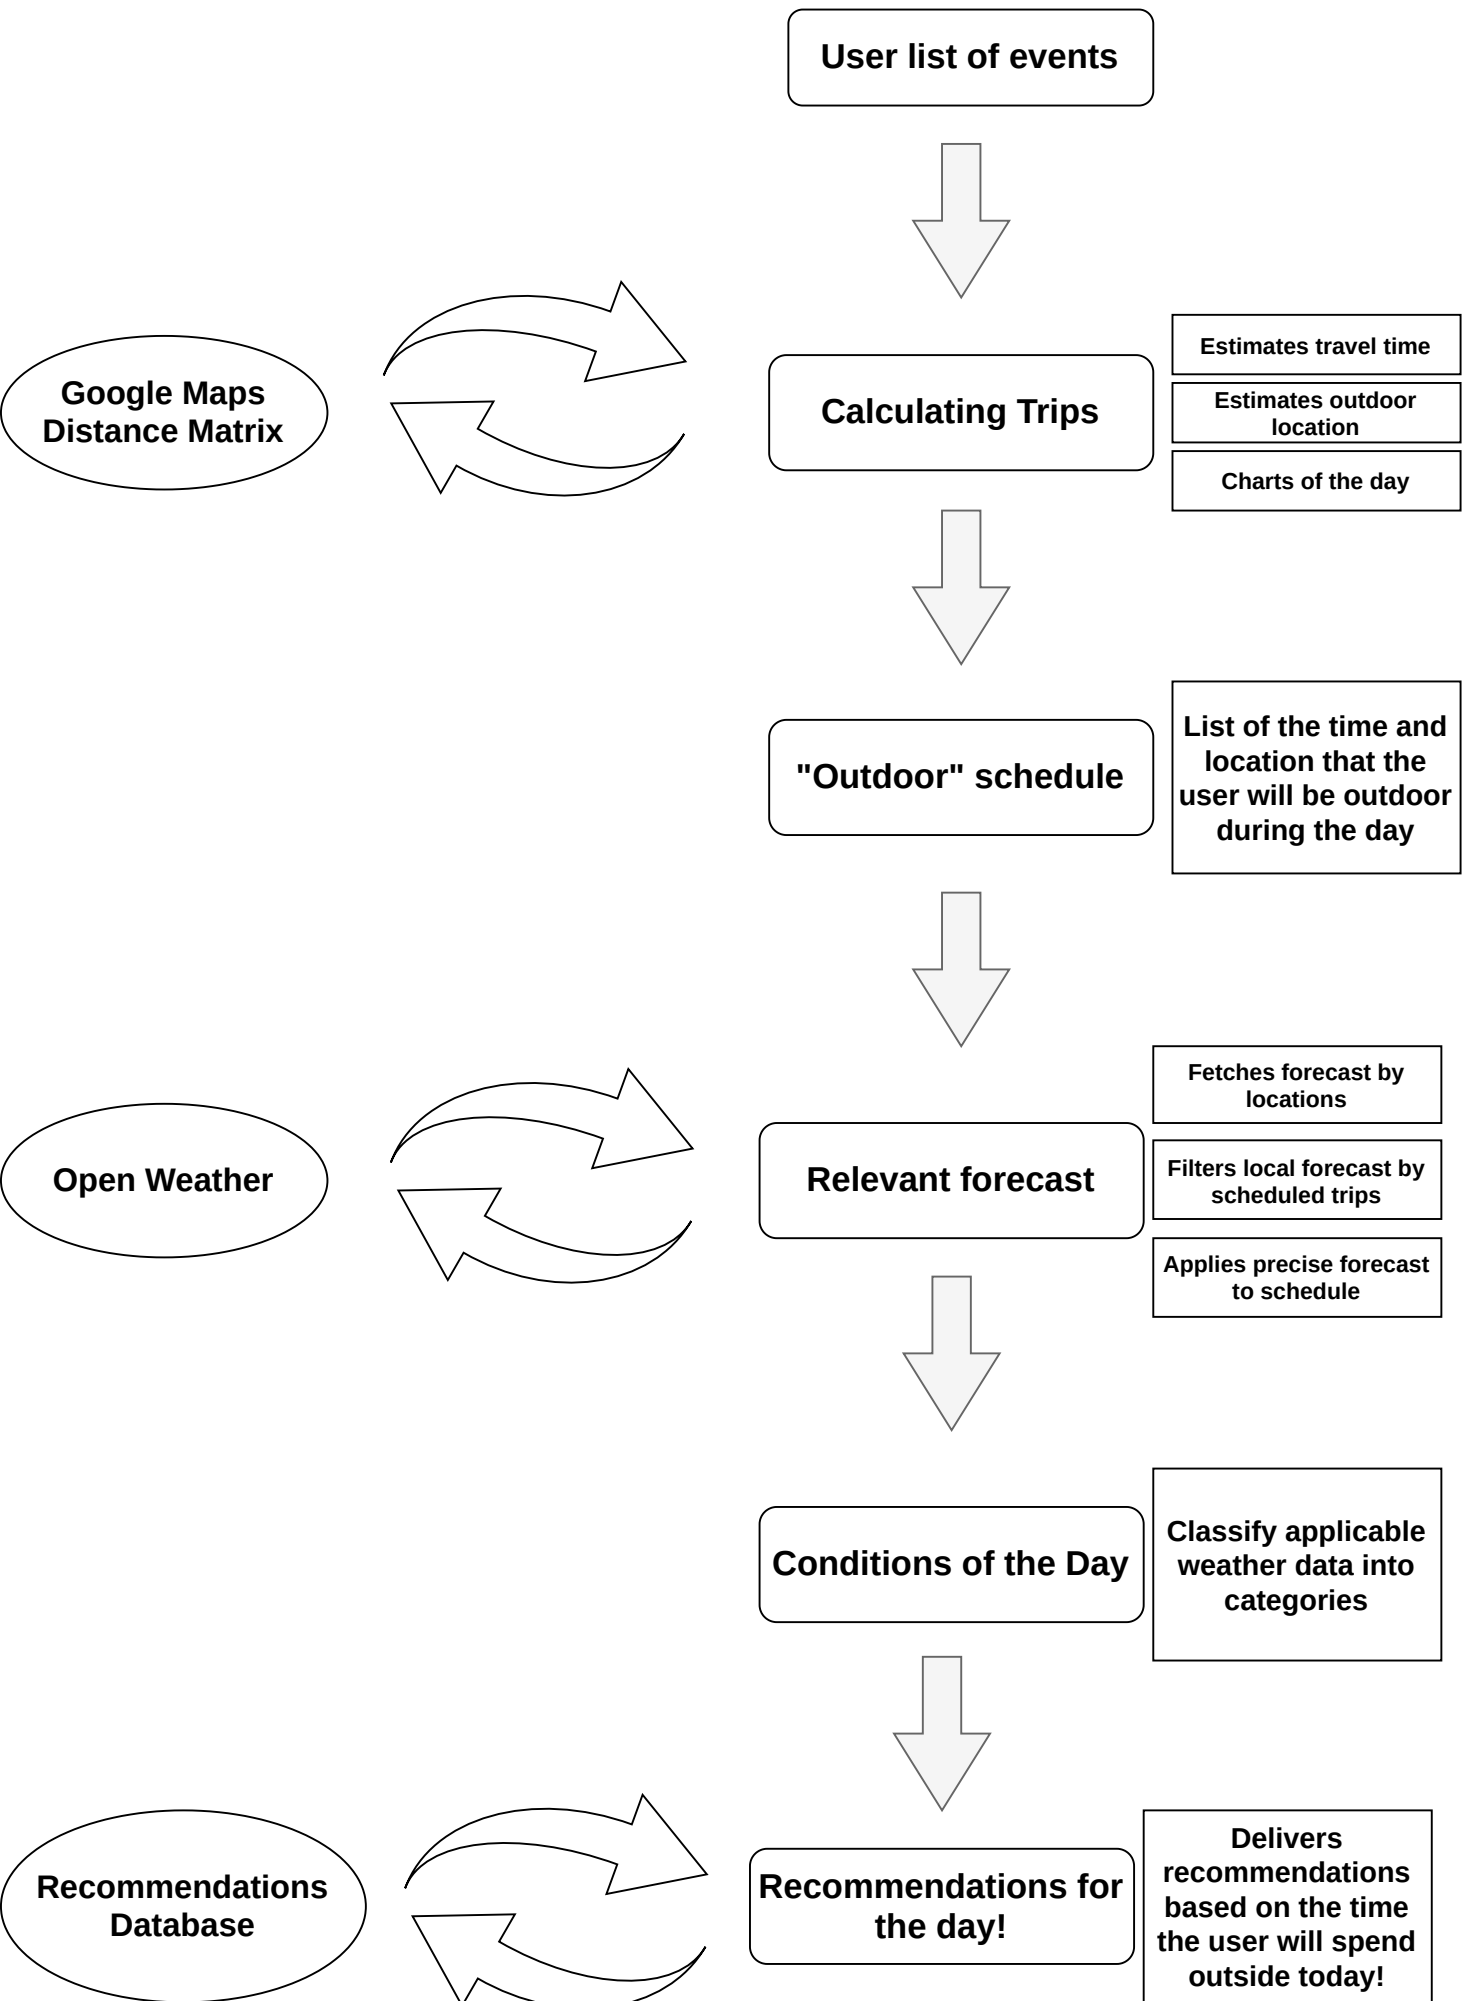 User list of events
Google Maps
Distance Matrix
Calculating Trips
Estimates travel time
Estimates outdoor
location
Charts of the day
"Outdoor" schedule
List of the time and
location that the
user will be outdoor
during the day
Open Weather
Relevant forecast
Fetches forecast by
locations
Filters local forecast by
scheduled trips
Applies precise forecast
to schedule
Conditions of the Day
Classify applicable
weather data into
categories
Recommendations
Database
Recommendations for
the day!
Delivers
recommendations
based on the time
the user will spend
outside today!